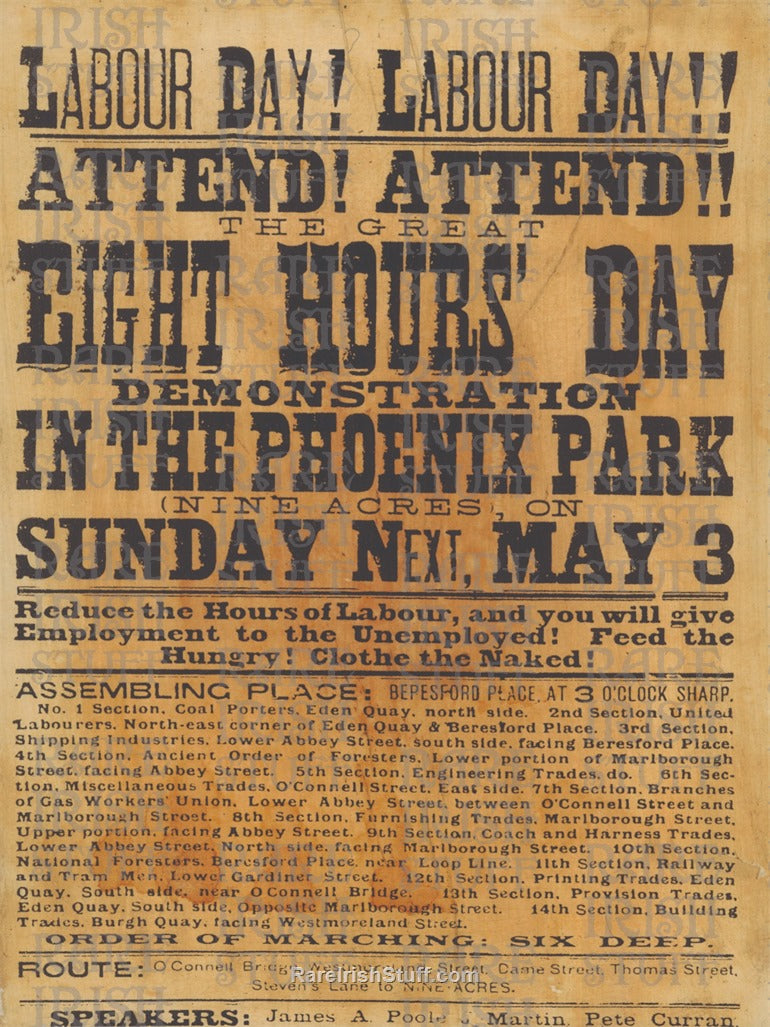 LABOUR DAY! LABOUR DAY!!
ATTEND! ATTEND!!
THE GREAT
EIGHT HOURS' DAY
DEMONSTRATION
IN THE PHOENIX PARK
(NINE ACRES), ON
SUNDAY NEXT, MAY 3
Reduce the Hours of Labour, and you will give
Employment to the Unemployed! Feed the
Hungry! Clothe the Naked!
ASSEMBLING PLACE: BERESFORD PLACE, AT 3 O'CLOCK SHARP.
No. 1 Section, Coal Porters, Eden Quay, north side. 2nd Section, United
Labourers, North-east corner of Eden Quay & Beresford Place. 3rd Section,
Shipping Industries, Lower Abbey Street, south side, facing Beresford Place.
4th Section, Ancient Order of Foresters, Lower portion of Marlborough
Street, facing Abbey Street. 5th Section, Engineering Trades, do. 6th Sec-
tion, Miscellaneous Trades, O'Connell Street, East side. 7th Section, Branches
of Gas Workers' Union, Lower Abbey Street, between O'Connell Street and
Marlborough Street. 8th Section, Furnishing Trades, Marlborough Street,
Upper portion, facing Abbey Street. 9th Section, Coach and Harness Trades,
Lower Abbey Street, North side, facing Marlborough Street. 10th Section,
National Foresters, Beresford Place, near Loop Line. 11th Section, Railway
and Tram Men, Lower Gardiner Street. 12th Section, Printing Trades, Eden
Quay, South side, near O'Connell Bridge. 13th Section, Provision Trades,
Eden Quay, South Side, Opposite Marlborough Street. 14th Section, Building
Trades, Burgh Quay, facing Westmoreland Street.
ORDER OF MARCHING: SIX DEEP.
ROUTE: O'Connell Bridge, Street, Dame Street, Thomas Street,
Steven's Lane to NINE-ACRES.
RareIrishStuff.com
SPEAKERS: James A. Poole J. Martin, Pete Curran,